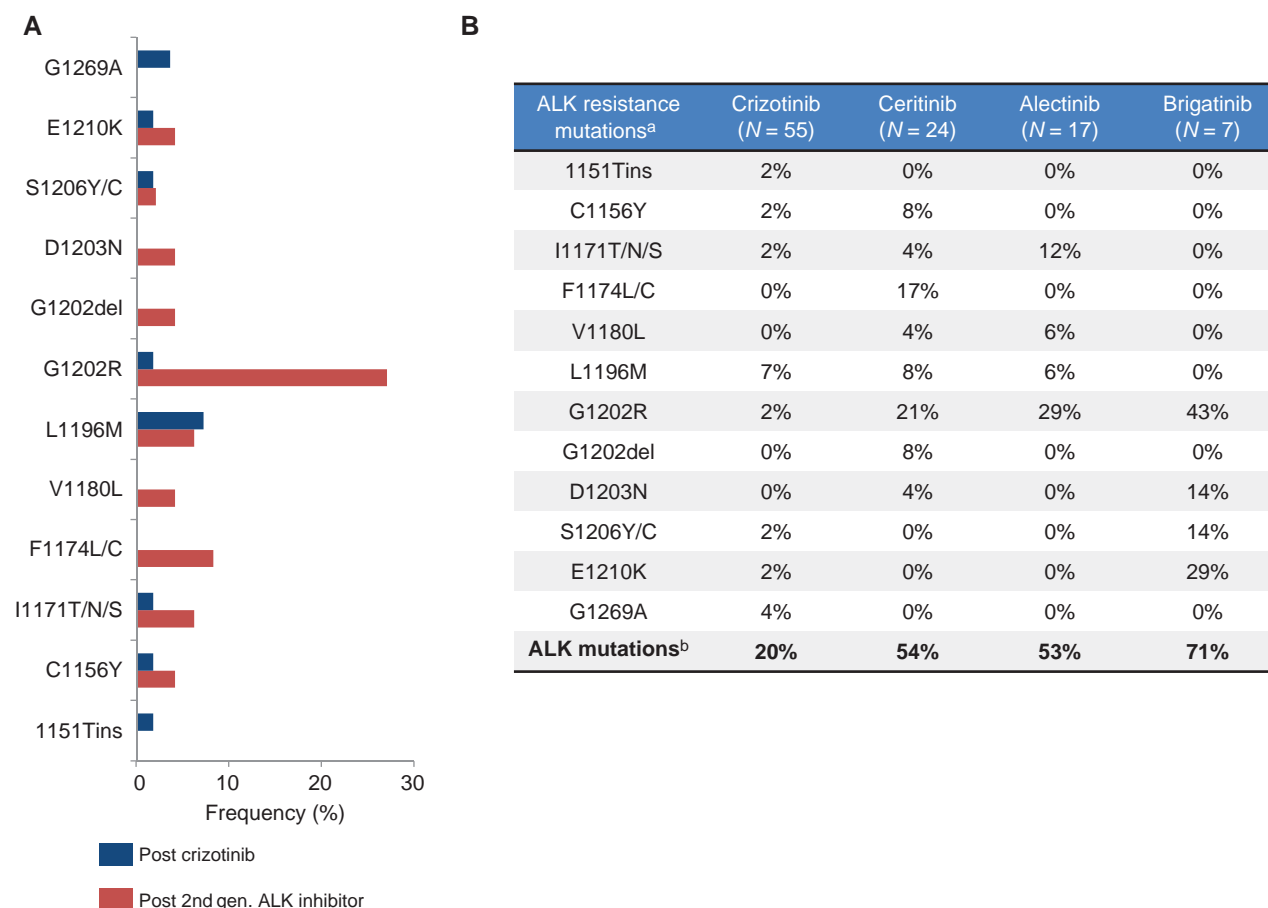 A
G1269A
E1210K
S1206Y/C
D1203N
G1202del
G1202R
L1196M
V1180L
F1174L/C
I1171T/N/S
C1156Y
1151Tins
0 10 20 30
Frequency (%)
Post crizotinib
Post 2nd gen. ALK inhibitor
B
ALK resistance mutationsa Crizotinib (N = 55) Ceritinib (N = 24) Alectinib (N = 17) Brigatinib (N = 7)
1151Tins 2% 0% 0% 0%
C1156Y 2% 8% 0% 0%
I1171T/N/S 2% 4% 12% 0%
F1174L/C 0% 17% 0% 0%
V1180L 0% 4% 6% 0%
L1196M 7% 8% 6% 0%
G1202R 2% 21% 29% 43%
G1202del 0% 8% 0% 0%
D1203N 0% 4% 0% 14%
S1206Y/C 2% 0% 0% 14%
E1210K 2% 0% 0% 29%
G1269A 4% 0% 0% 0%
ALK mutationsb 20% 54% 53% 71%